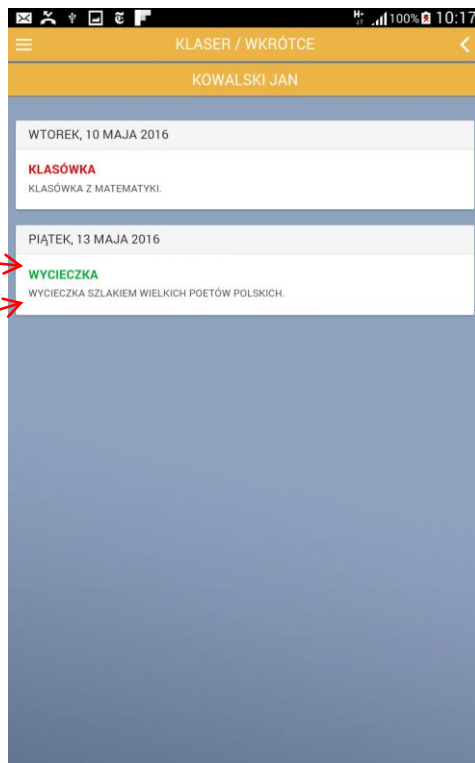 100% 10:17
KLASER / WKRÓTCE
KOWALSKI JAN
WTOREK, 10 MAJA 2016
KLASÓWKA
KLASÓWKA Z MATEMATYKI.
PIĄTEK, 13 MAJA 2016
WYCIECZKA
WYCIECZKA SZLAKIEM WIELKICH POETÓW POLSKICH.